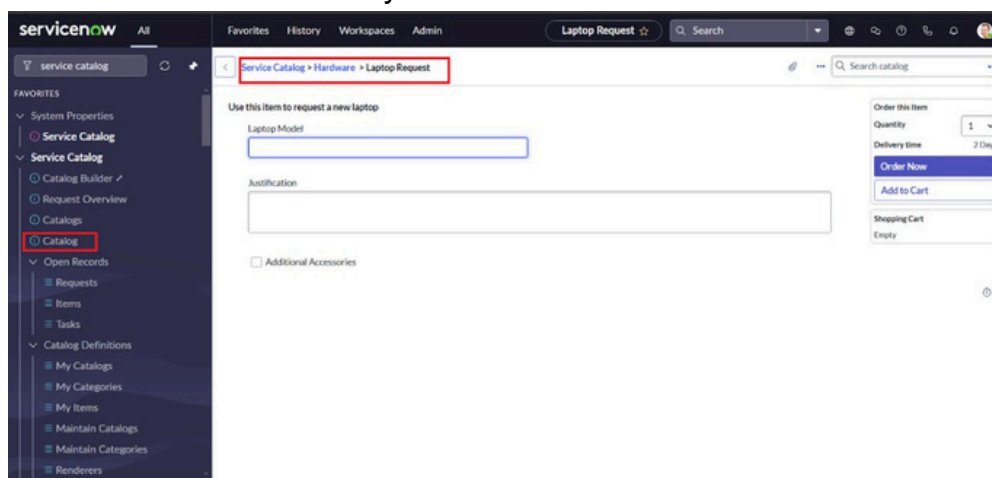 servicenow All Favorites History Workspaces Admin Laptop Request Search
service catalog
FAVORITES
System Properties
Service Catalog
Service Catalog
Catalog Builder
Request Overview
Catalogs
Catalog
Open Records
Requests
Items
Tasks
Catalog Definitions
My Catalogs
My Categories
My Items
Maintain Catalogs
Maintain Categories
Renderers
Service Catalog > Hardware > Laptop Request
Search catalog
Use this item to request a new laptop
Laptop Model
Justification
Additional Accessories
Order this Item
Quantity 1
Delivery time 2 Day
Order Now
Add to Cart
Shopping Cart
Empty